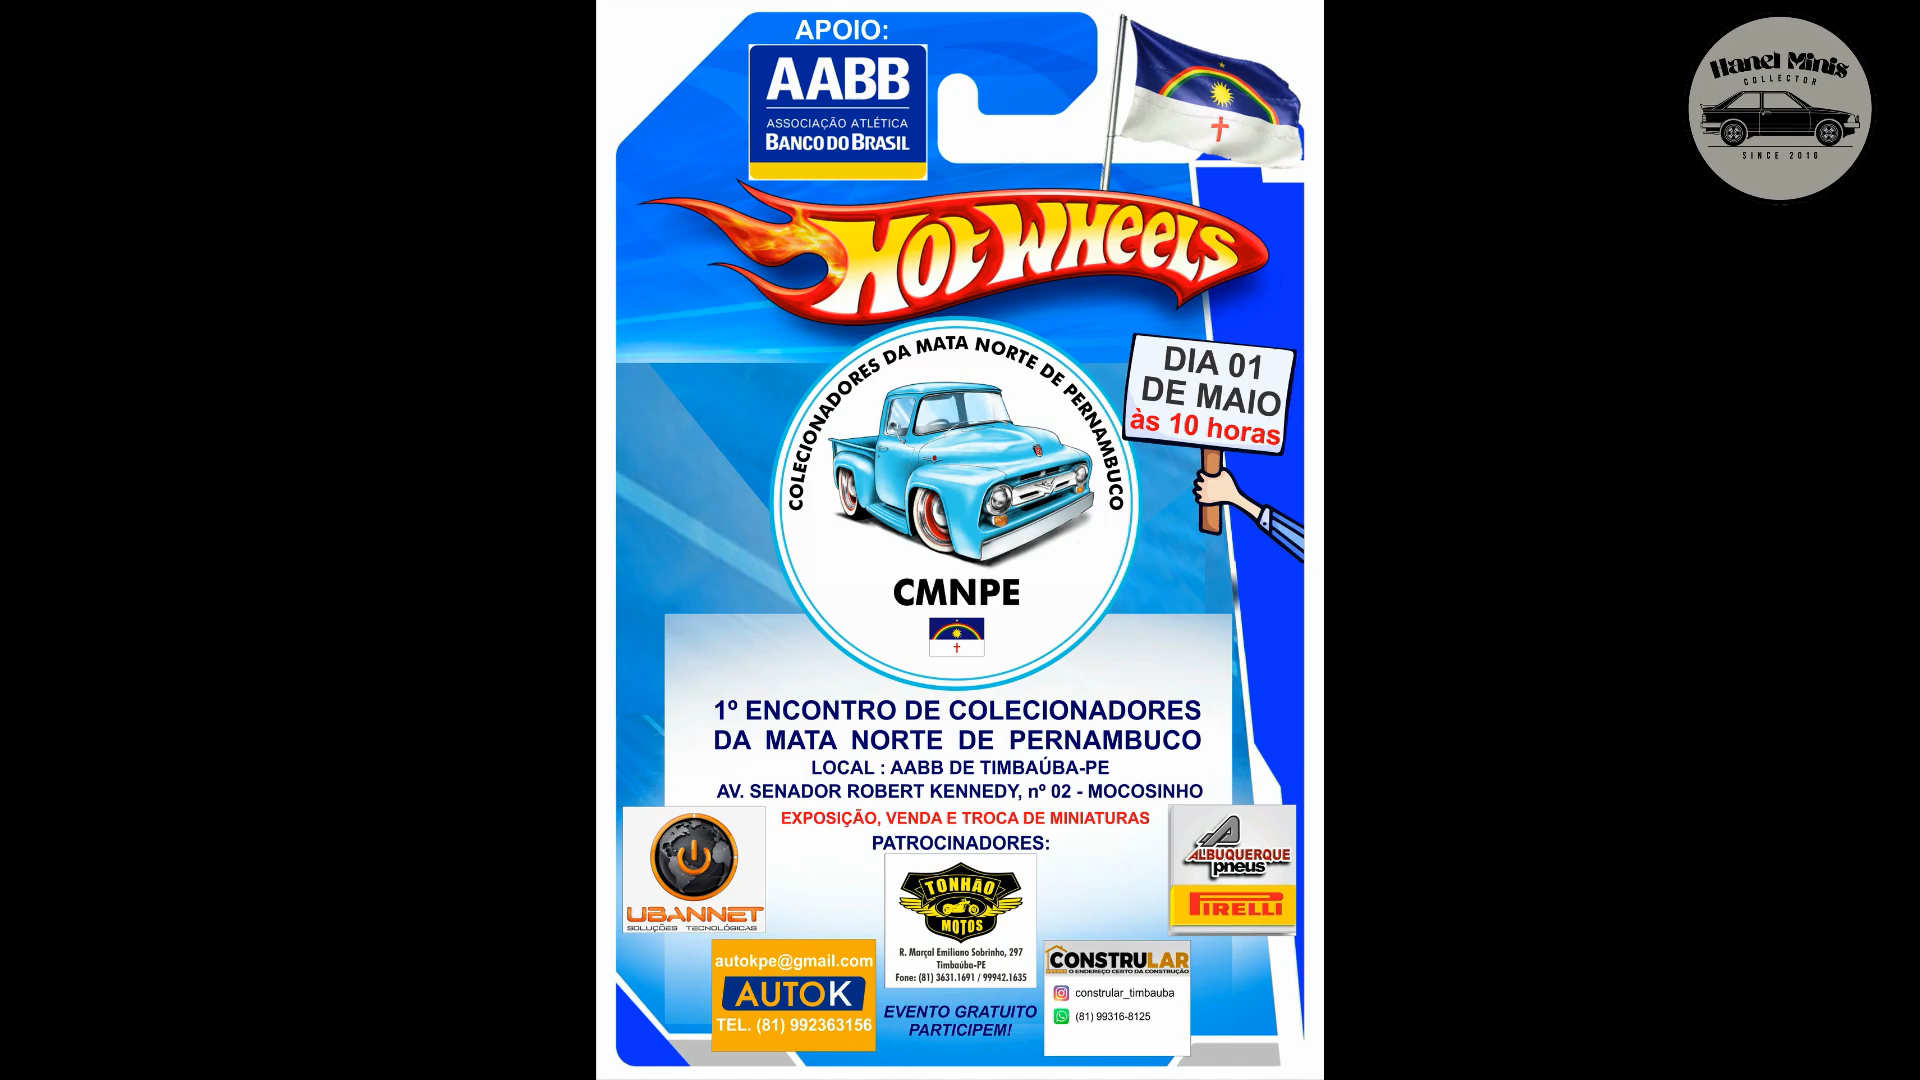 APOIO:
AABB
ASSOCIAÇÃO ATLÉTICA
BANCO DO BRASIL
Hanel Minis
COLLECTOR
SINCE 2016
HOT WHEELS
COLECIONADORES DA MATA NORTE DE PERNAMBUCO
CMNPE
DIA 01
DE MAIO
às 10 horas
1º ENCONTRO DE COLECIONADORES
DA MATA NORTE DE PERNAMBUCO
LOCAL : AABB DE TIMBAÚBA-PE
AV. SENADOR ROBERT KENNEDY, nº 02 - MOCOSINHO
EXPOSIÇÃO, VENDA E TROCA DE MINIATURAS
PATROCINADORES:
UBANNET
SOLUÇÕES TECNOLÓGICAS
TONHÃO
MOTOS
R. Marçal Emiliano Sobrinho, 297
Timbaúba-PE
Fone: (81) 3631.1691 / 99942.1635
ALBUQUERQUE
pneus
PIRELLI
autokpe@gmail.com
AUTOK
TEL. (81) 992363156
EVENTO GRATUITO
PARTICIPEM!
CONSTRULAR
O ENDEREÇO CERTO DA CONSTRUÇÃO
constrular_timbauba
(81) 99316-8125